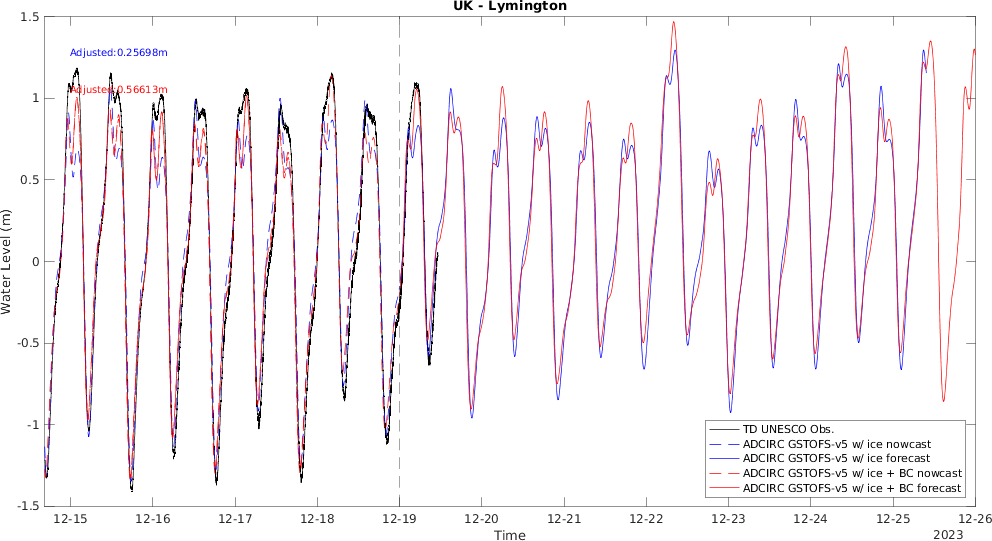 UK - Lymington
Adjusted:0.25698m
Adjusted:0.56613m
Water Level (m)
1.5
1
0.5
0
-0.5
-1
-1.5
TD UNESCO Obs.
ADCIRC GSTOFS-v5 w/ ice nowcast
ADCIRC GSTOFS-v5 w/ ice forecast
ADCIRC GSTOFS-v5 w/ ice + BC nowcast
ADCIRC GSTOFS-v5 w/ ice + BC forecast
12-15 12-16 12-17 12-18 12-19 12-20 12-21 12-22 12-23 12-24 12-25 12-26
Time
2023